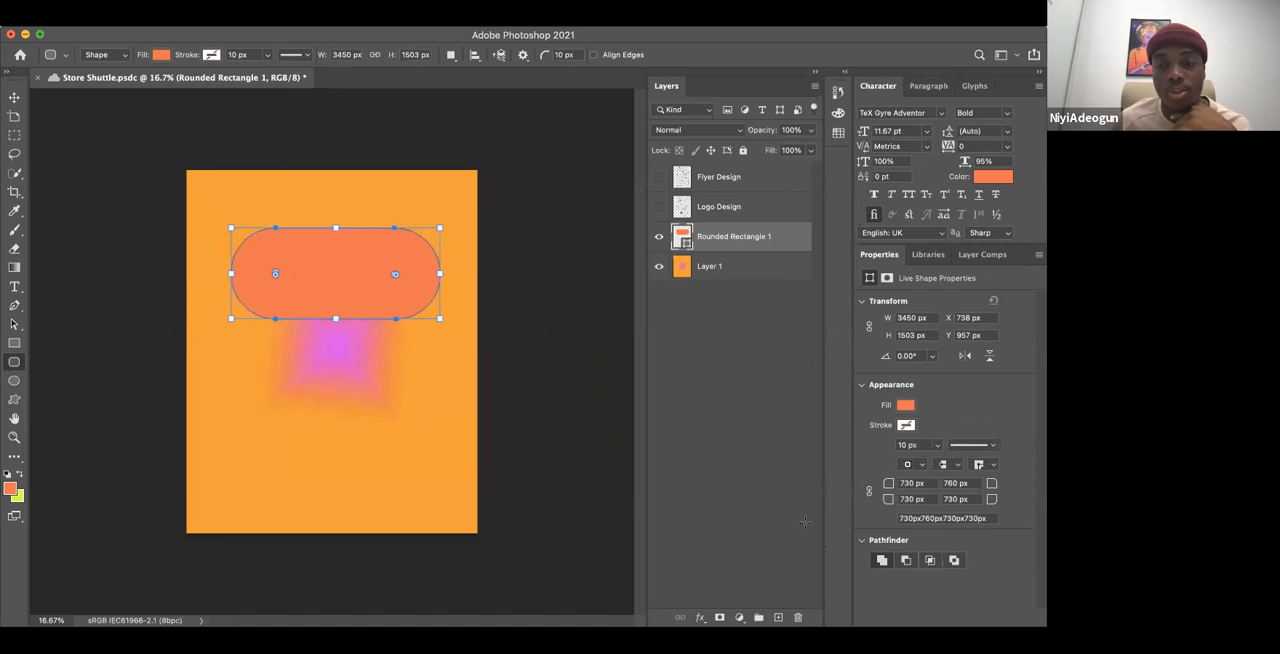 Adobe Photoshop 2021
Shape Fill: Stroke: 10 px W: 3450 px H: 1503 px 10 px Align Edges
Store Shuttle.psdc @ 16.7% (Rounded Rectangle 1, RGB/8) *
NiyiAdeogun
Layers
Kind
Normal Opacity: 100%
Lock: Fill: 100%
Flyer Design
Logo Design
Rounded Rectangle 1
Layer 1
Character Paragraph Glyphs
TeX Gyre Adventor Bold
11.67 pt (Auto)
Metrics 0
100% 95%
0 pt Color:
English: UK Sharp
Properties Libraries Layer Comps
Live Shape Properties
Transform
W 3450 px X 738 px
H 1503 px Y 957 px
0.00°
Appearance
Fill
Stroke
10 px
730 px 760 px
730 px 730 px
730px760px730px730px
Pathfinder
16.67% sRGB IEC61966-2.1 (8bpc)